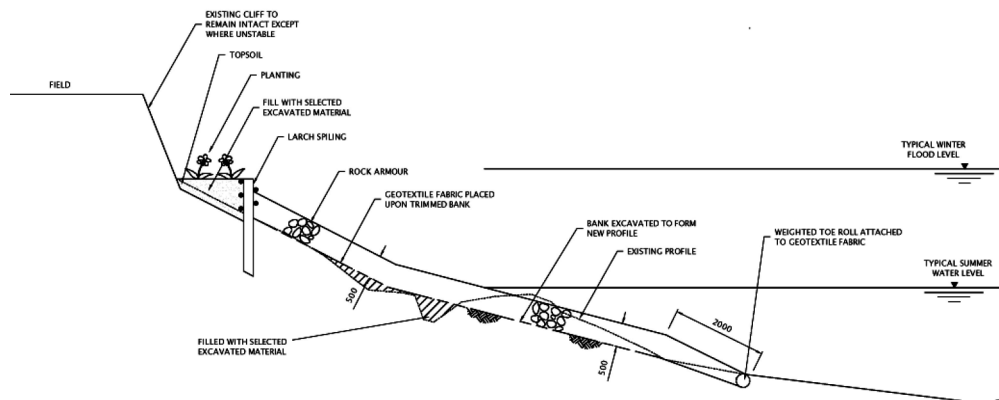 EXISTING CLIFF TO
REMAIN INTACT EXCEPT
WHERE UNSTABLE
TOPSOIL
FIELD
PLANTING
FILL WITH SELECTED
EXCAVATED MATERIAL
LARCH SPILING
TYPICAL WINTER
FLOOD LEVEL
ROCK ARMOUR
GEOTEXTILE FABRIC PLACED
UPON TRIMMED BANK
BANK EXCAVATED TO FORM
NEW PROFILE
WEIGHTED TOE ROLL ATTACHED
TO GEOTEXTILE FABRIC
EXISTING PROFILE
TYPICAL SUMMER
WATER LEVEL
500
2000
FILLED WITH SELECTED
EXCAVATED MATERIAL
500